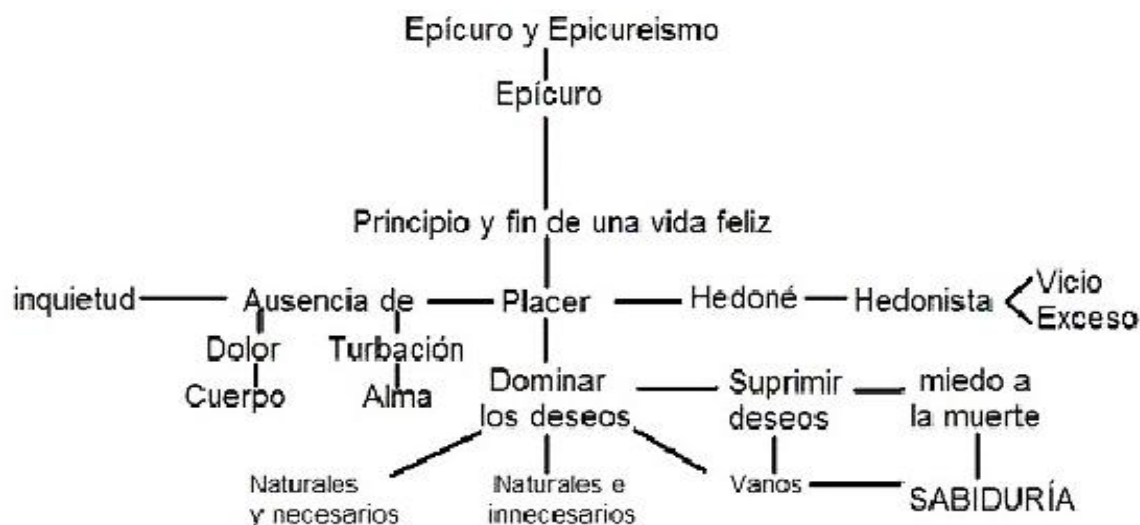 Epícuro y Epicureismo
Epícuro
Principio y fin de una vida feliz
inquietud
Ausencia de
Placer
Hedoné
Hedonista
Vicio
Exceso
Dolor
Turbación
Cuerpo
Alma
Dominar
los deseos
Suprimir
deseos
miedo a
la muerte
Naturales
y necesarios
Naturales e
innecesarios
Vanos
SABIDURÍA